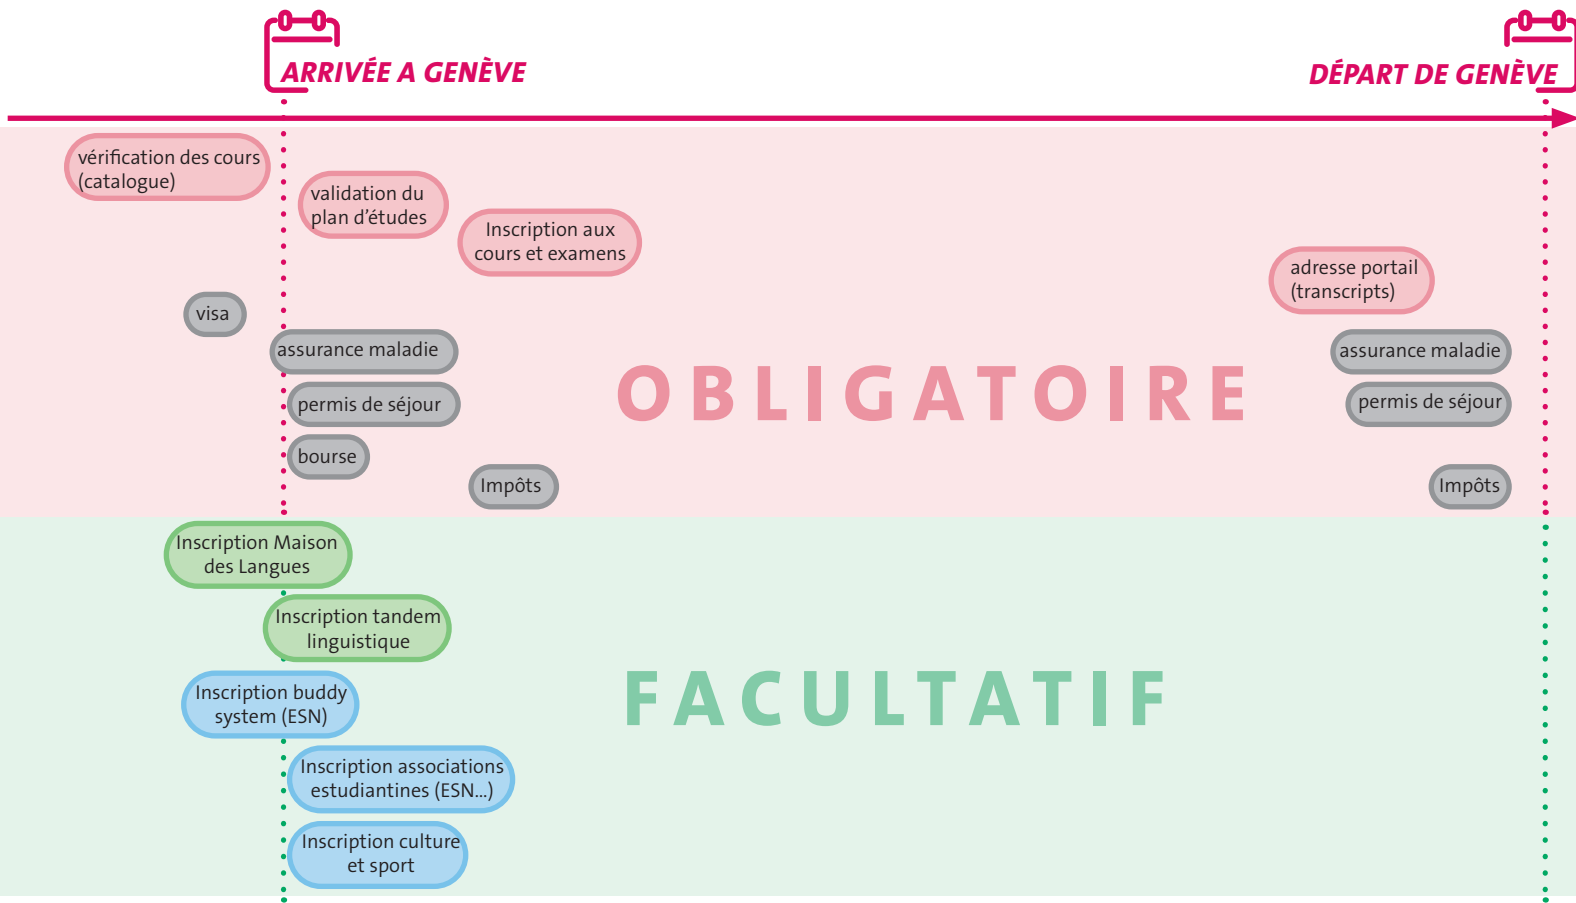 ARRIVÉE A GENÈVE
DÉPART DE GENÈVE
vérification des cours
(catalogue)
validation du
plan d'études
Inscription aux
cours et examens
adresse portail
(transcripts)
visa
assurance maladie
assurance maladie
OBLIGATOIRE
permis de séjour
permis de séjour
bourse
Impôts
Impôts
Inscription Maison
des Langues
Inscription tandem
linguistique
Inscription buddy
system (ESN)
FACULTATIF
Inscription associations
estudiantines (ESN...)
Inscription culture
et sport